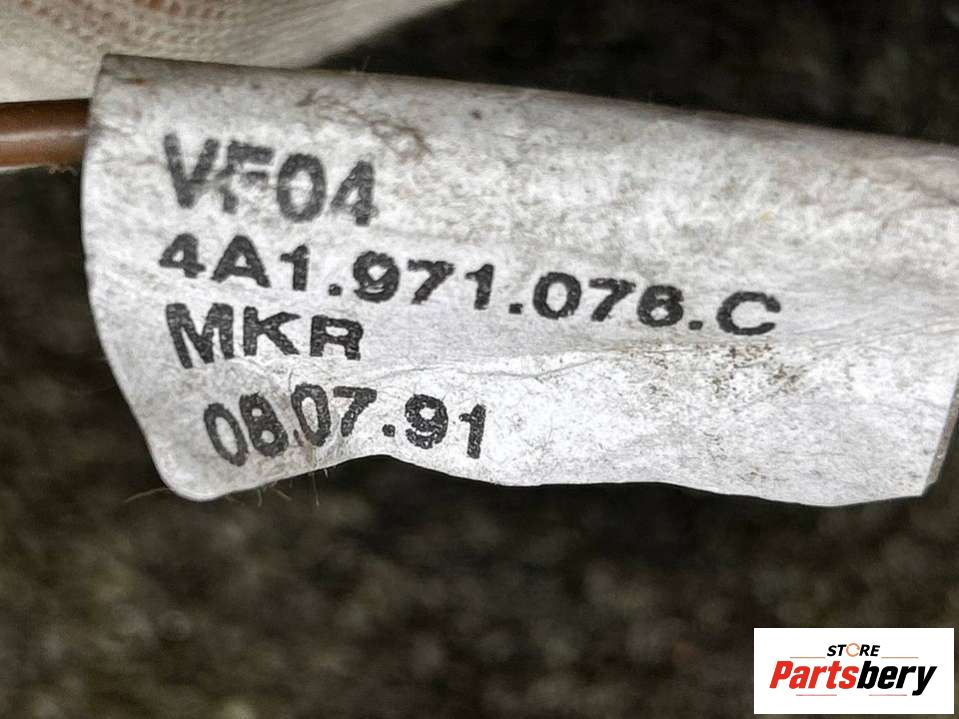 VF04
4A1.971.076.C
MKR
08.07.91
STORE
Partsbery